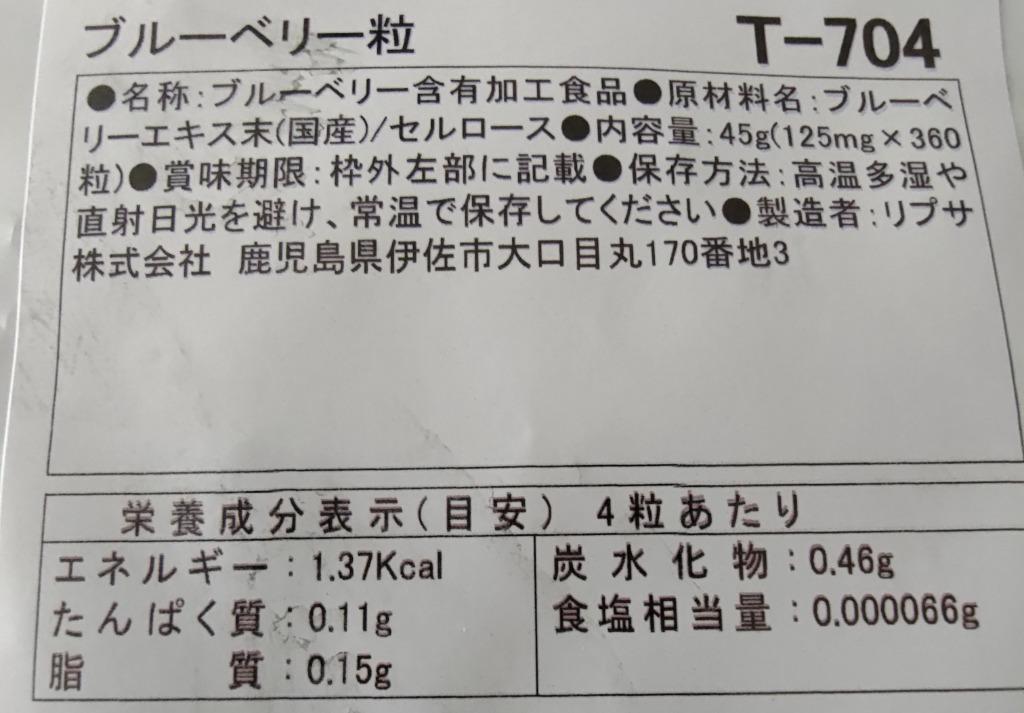 ブルーベリー粒
T-704
●名称:ブルーベリー含有加工食品●原材料名:ブルーベ
リーエキス末(国産)/セルロース●内容量:45g(125mg×360
粒)●賞味期限:枠外左部に記載●保存方法:高温多湿や
直射日光を避け、常温で保存してください●製造者:リプサ
株式会社 鹿児島県伊佐市大口目丸170番地3
栄養成分表示(目安) 4粒あたり
エネルギー:1.37Kcal
たんぱく質:0.11g
脂質:0.15g
炭水化物:0.46g
食塩相当量:0.000066g